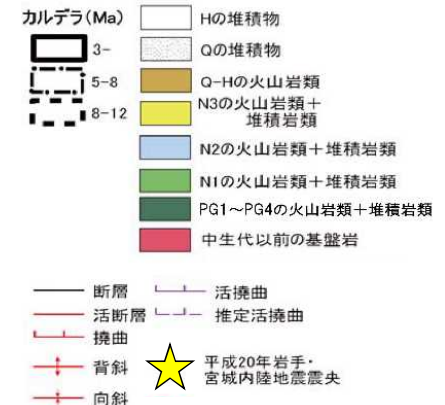 カルデラ(Ma)
3-
5-8
8-12
Hの堆積物
Qの堆積物
Q-Hの火山岩類
N3の火山岩類+
堆積岩類
N2の火山岩類+堆積岩類
N1の火山岩類+堆積岩類
PG1~PG4の火山岩類+堆積岩類
中生代以前の基盤岩
断層
活断層
撓曲
背斜
向斜
活撓曲
推定活撓曲
平成20年岩手・
宮城内陸地震震央